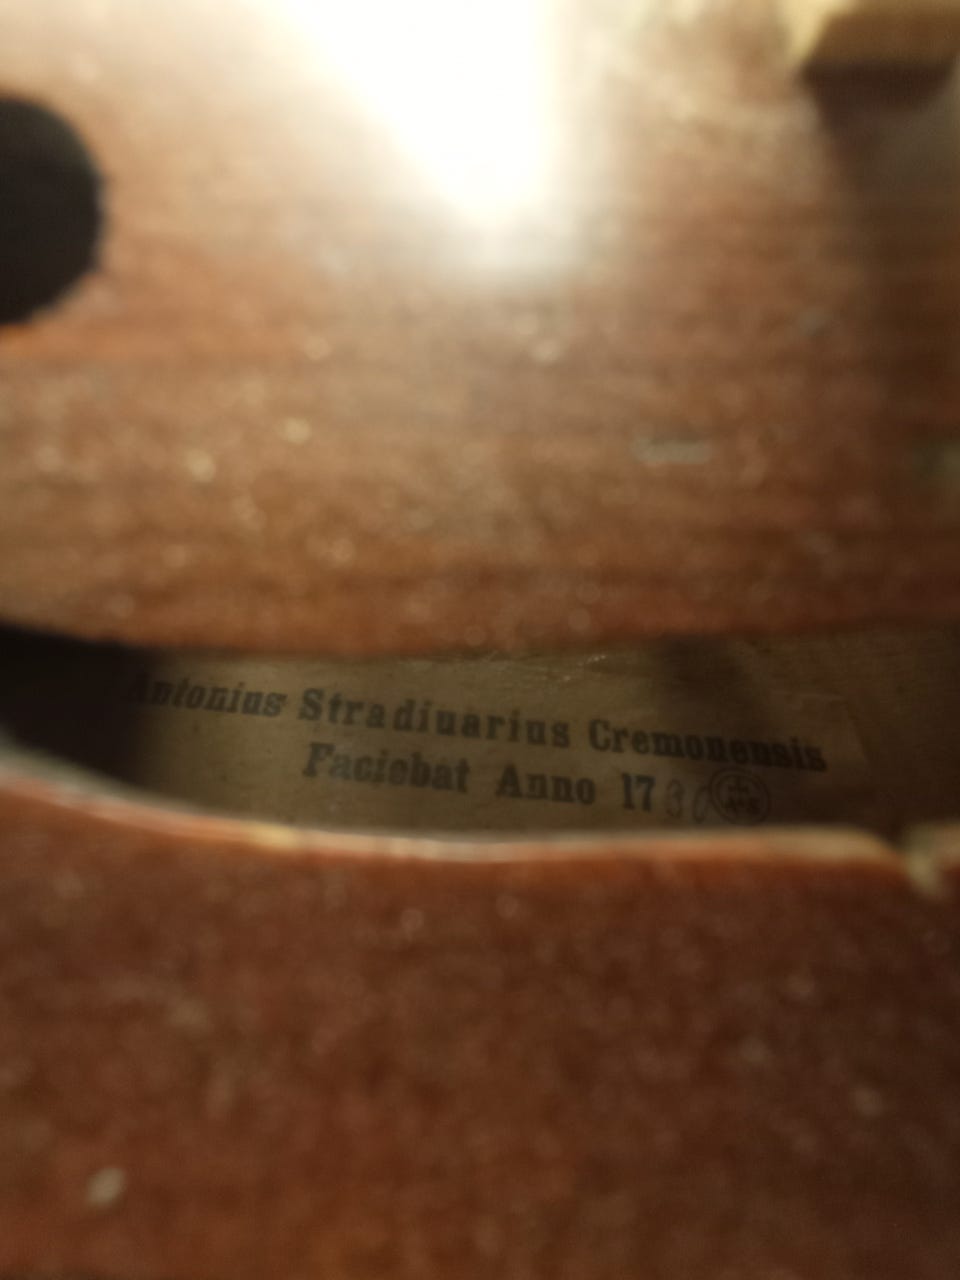 Antonius Stradiuarius Cremonensis
Faciebat Anno 17